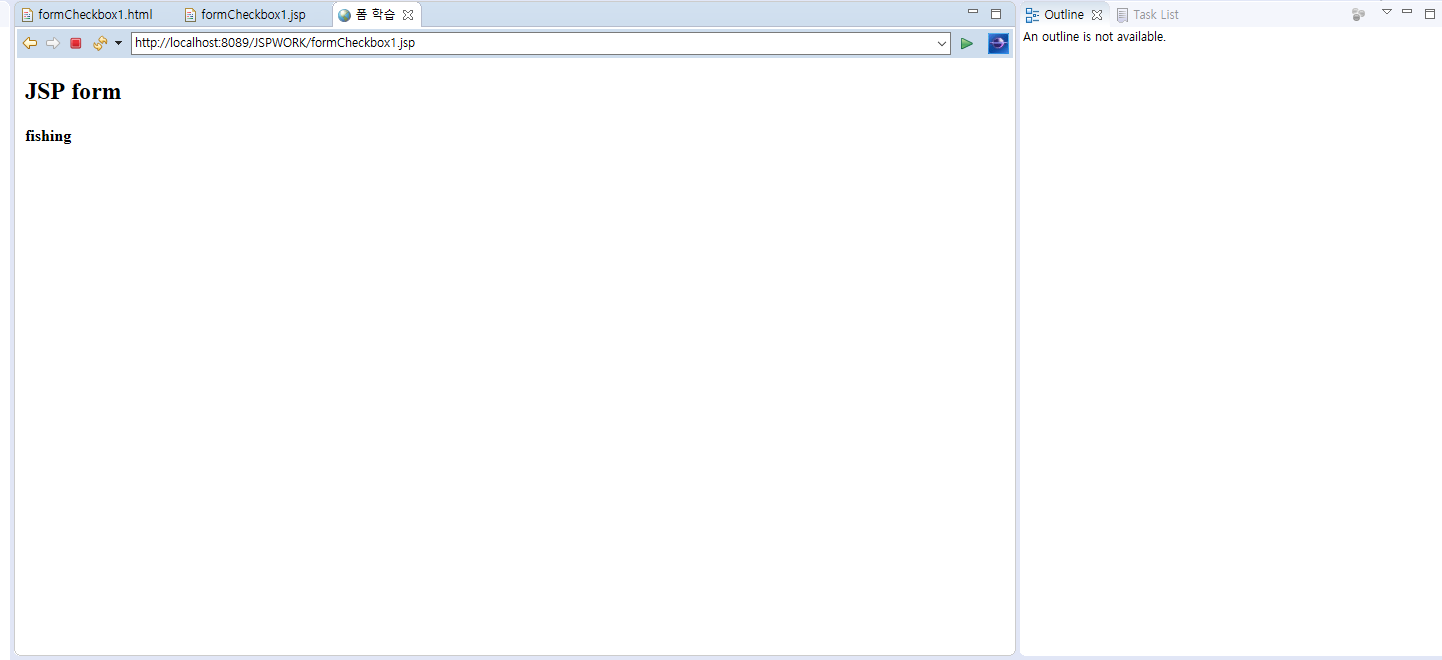 formCheckbox1.html formCheckbox1.jsp 폼 학습
http://localhost:8089/JSPWORK/formCheckbox1.jsp
JSP form
fishing
Outline Task List
An outline is not available.